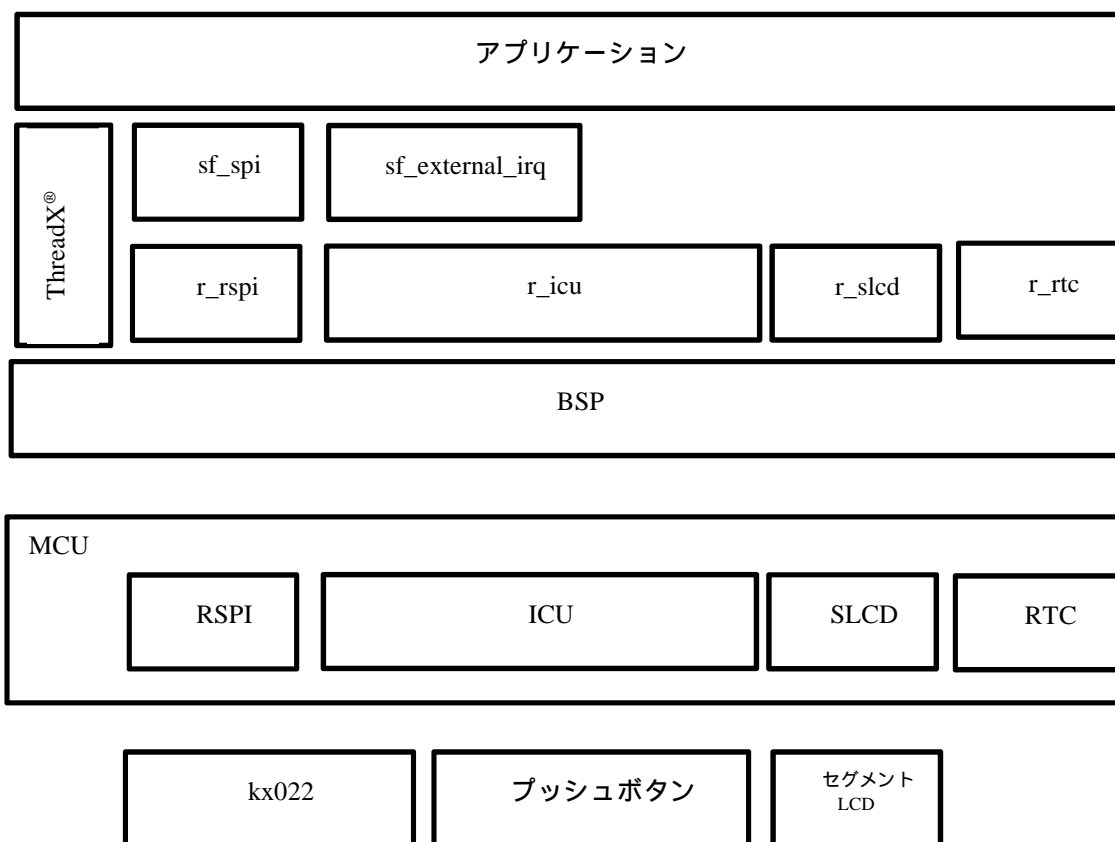 アプリケーション
ThreadX®
sf_spi
sf_external_irq
r_rspi
r_icu
r_slcd
r_rtc
BSP
MCU
RSPI
ICU
SLCD
RTC
kx022
プッシュボタン
セグメント
LCD